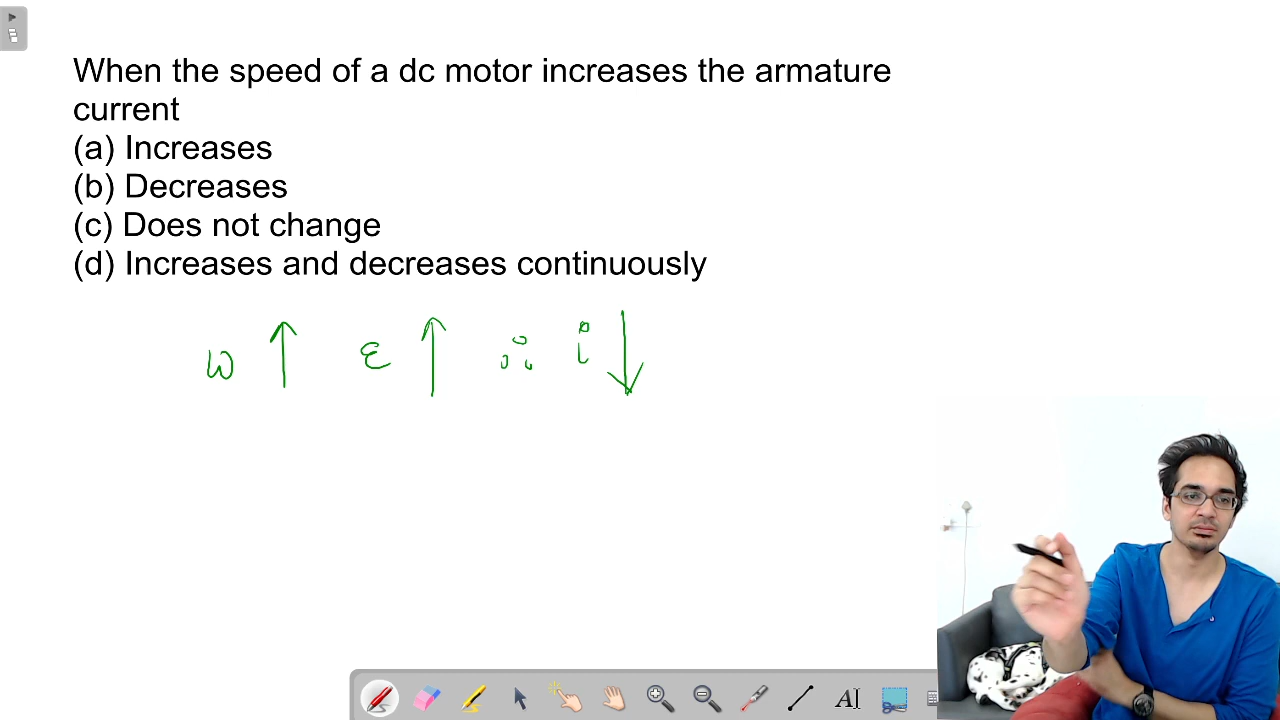 When the speed of a dc motor increases the armature
current
(a) Increases
(b) Decreases
(c) Does not change
(d) Increases and decreases continuously
ω ↑ ε ↑ ∴ i ↓
AI